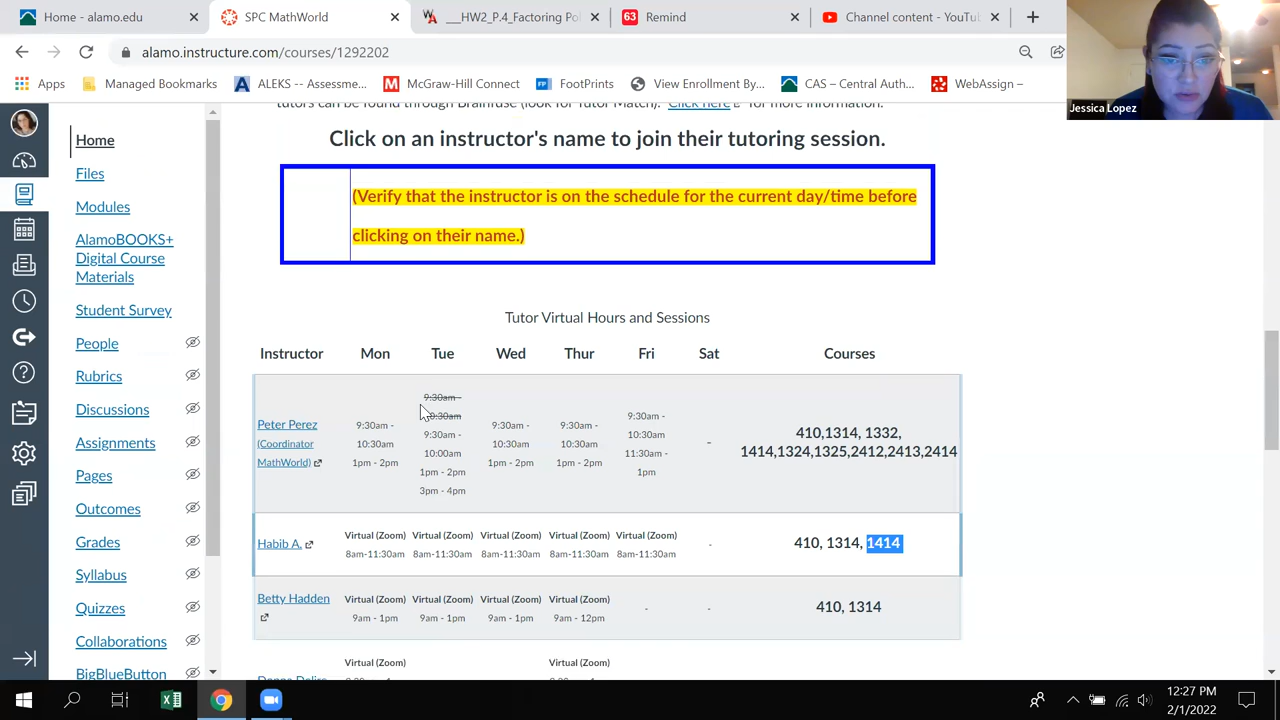 Home - alamo.edu
SPC MathWorld
___HW2_P.4_Factoring Pol
63 Remind
Channel content - YouTu
alamo.instructure.com/courses/1292202
Apps
Managed Bookmarks
ALEKS -- Assessme...
McGraw-Hill Connect
FootPrints
View Enrollment By...
CAS – Central Auth...
WebAssign –
Jessica Lopez
tutors can be found through Brainfuse (look for Tutor Match). Click here for more information.
Click on an instructor's name to join their tutoring session.
(Verify that the instructor is on the schedule for the current day/time before
clicking on their name.)
Home
Files
Modules
AlamoBOOKS+
Digital Course
Materials
Student Survey
People
Rubrics
Discussions
Assignments
Pages
Outcomes
Grades
Syllabus
Quizzes
Collaborations
BigBlueButton
Tutor Virtual Hours and Sessions
Instructor Mon Tue Wed Thur Fri Sat Courses
Peter Perez
(Coordinator
MathWorld)
9:30am -
10:30am
1pm - 2pm
9:30am -
10:30am
9:30am -
10:00am
1pm - 2pm
3pm - 4pm
9:30am -
10:30am
1pm - 2pm
9:30am -
10:30am
1pm - 2pm
9:30am -
10:30am
11:30am -
1pm
-
410,1314, 1332,
1414,1324,1325,2412,2413,2414
Habib A.
Virtual (Zoom) Virtual (Zoom) Virtual (Zoom) Virtual (Zoom) Virtual (Zoom)
8am-11:30am 8am-11:30am 8am-11:30am 8am-11:30am 8am-11:30am
-
410, 1314, 1414
Betty Hadden
Virtual (Zoom) Virtual (Zoom) Virtual (Zoom) Virtual (Zoom)
9am - 1pm 9am - 1pm 9am - 1pm 9am - 12pm
- -
410, 1314
Virtual (Zoom) Virtual (Zoom)
12:27 PM
2/1/2022